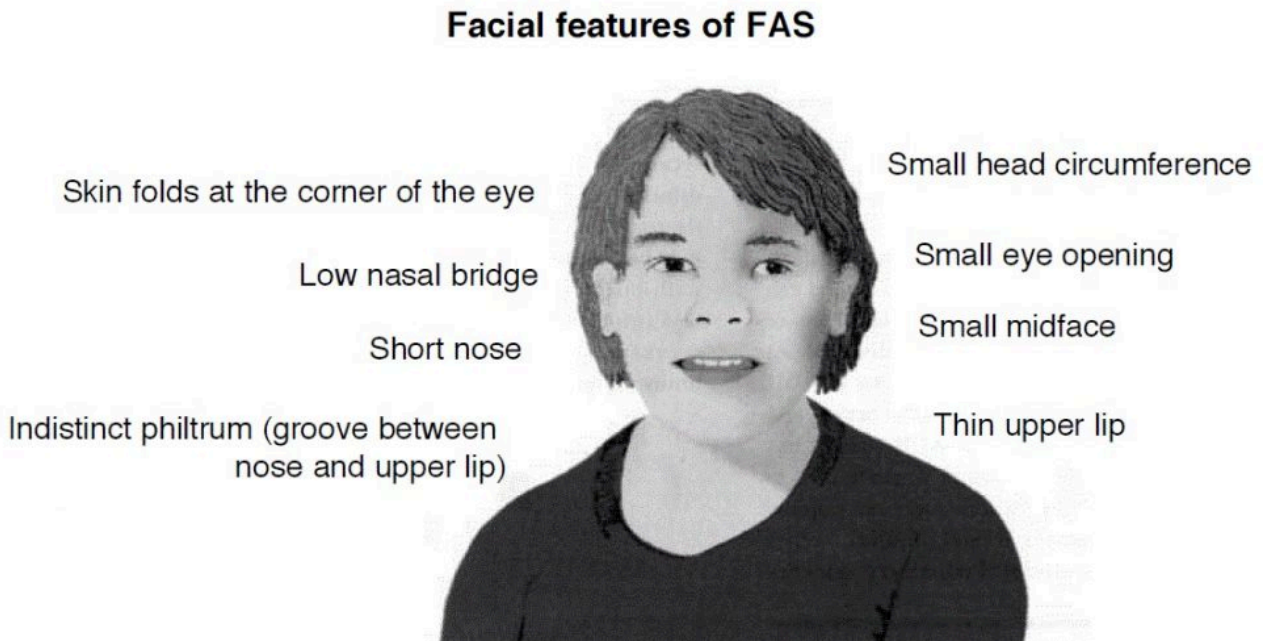 Facial features of FAS
Skin folds at the corner of the eye
Low nasal bridge
Short nose
Indistinct philtrum (groove between
nose and upper lip)
Small head circumference
Small eye opening
Small midface
Thin upper lip